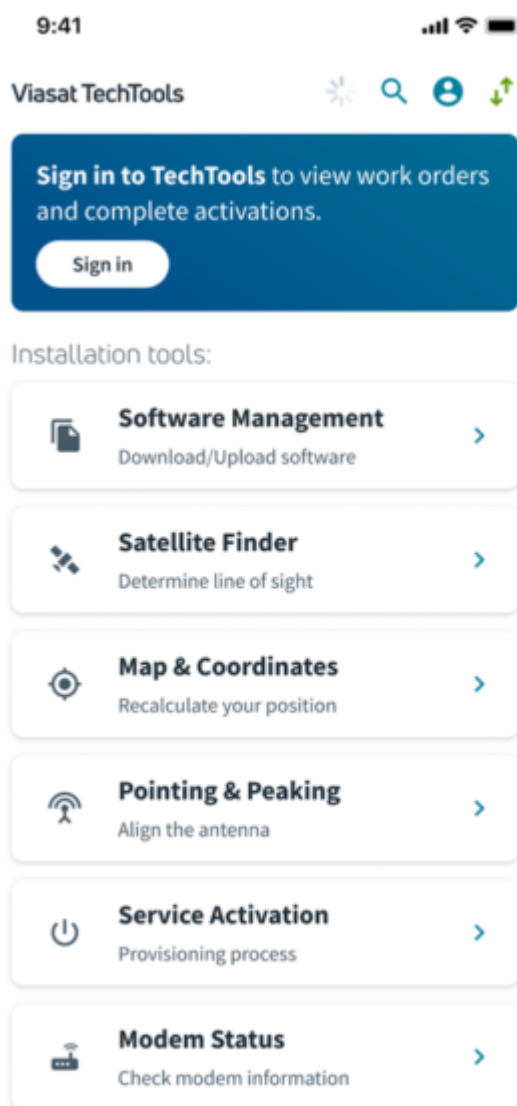 9:41
Viasat TechTools
Sign in to TechTools to view work orders
and complete activations.
Sign in
Installation tools:
Software Management
Download/Upload software
Satellite Finder
Determine line of sight
Map & Coordinates
Recalculate your position
Pointing & Peaking
Align the antenna
Service Activation
Provisioning process
Modem Status
Check modem information